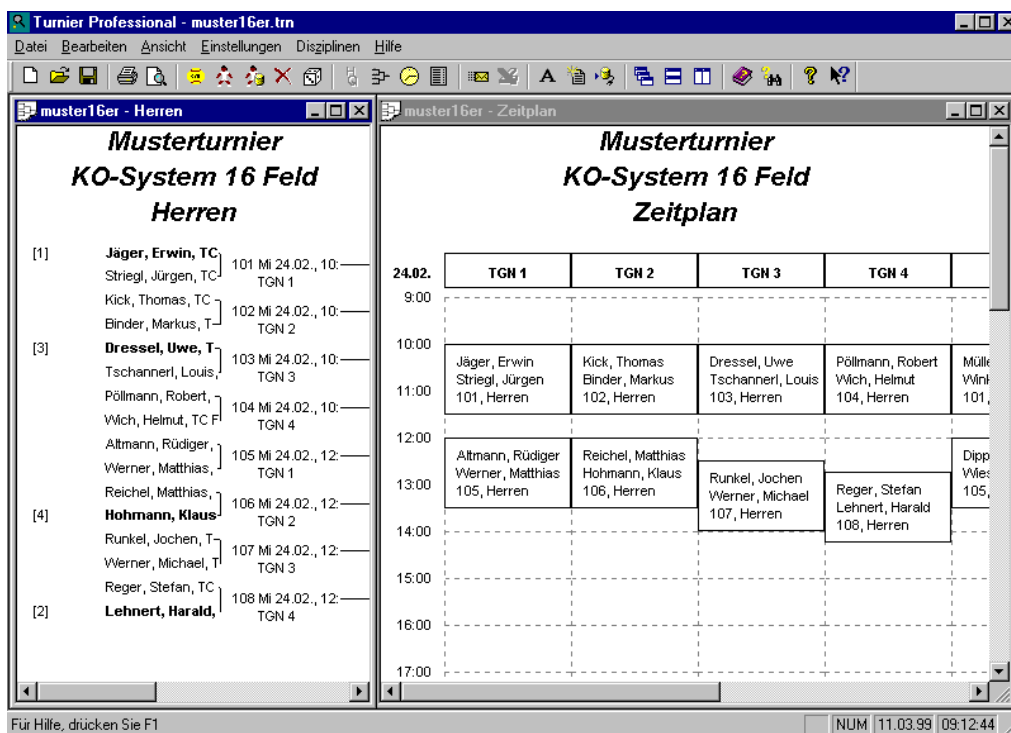 Turnier Professional - muster16er.trn
Datei Bearbeiten Ansicht Einstellungen Disziplinen Hilfe
muster16er - Herren
Musterturnier
KO-System 16 Feld
Herren
[1] Jäger, Erwin, TC
101 Mi 24.02., 10:
Striegl, Jürgen, TC
TGN 1
Kick, Thomas, TC
102 Mi 24.02., 10:
Binder, Markus, T
TGN 2
[3] Dressel, Uwe, T
103 Mi 24.02., 10:
Tschannerl, Louis,
TGN 3
Pöllmann, Robert,
104 Mi 24.02., 10:
Wich, Helmut, TC F
TGN 4
Altmann, Rüdiger,
105 Mi 24.02., 12:
Werner, Matthias,
TGN 1
Reichel, Matthias,
106 Mi 24.02., 12:
[4] Hohmann, Klaus
TGN 2
Runkel, Jochen, T
107 Mi 24.02., 12:
Werner, Michael, T
TGN 3
Reger, Stefan, TC
108 Mi 24.02., 12:
[2] Lehnert, Harald,
TGN 4
muster16er - Zeitplan
Musterturnier
KO-System 16 Feld
Zeitplan
24.02. TGN 1 TGN 2 TGN 3 TGN 4
9:00
10:00
Jäger, Erwin
Striegl, Jürgen
101, Herren
Kick, Thomas
Binder, Markus
102, Herren
Dressel, Uwe
Tschannerl, Louis
103, Herren
Pöllmann, Robert
Wich, Helmut
104, Herren
Mülle
Wink
101,
11:00
12:00
Altmann, Rüdiger
Werner, Matthias
105, Herren
Reichel, Matthias
Hohmann, Klaus
106, Herren
Runkel, Jochen
Werner, Michael
107, Herren
Reger, Stefan
Lehnert, Harald
108, Herren
Dipp
Wies
105,
13:00
14:00
15:00
16:00
17:00
Für Hilfe, drücken Sie F1
NUM 11.03.99 09:12:44